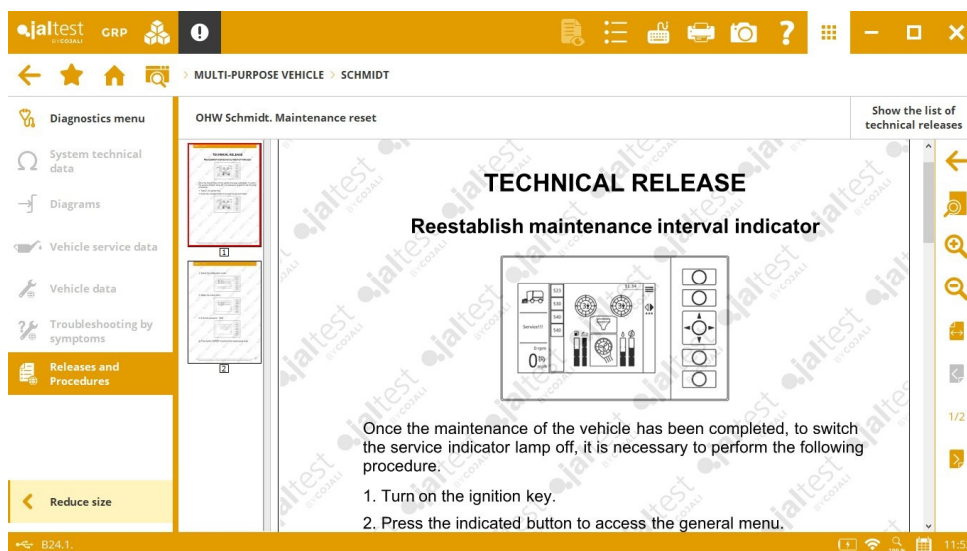 jaltest GRP
BY COJALI
MULTI-PURPOSE VEHICLE > SCHMIDT
Diagnostics menu
System technical
data
Diagrams
Vehicle service data
Vehicle data
Troubleshooting by
symptoms
Releases and
Procedures
Reduce size
OHW Schmidt. Maintenance reset
Show the list of
technical releases
1
2
TECHNICAL RELEASE
Reestablish maintenance interval indicator
Service!!!
0
Once the maintenance of the vehicle has been completed, to switch
the service indicator lamp off, it is necessary to perform the following
procedure.
1. Turn on the ignition key.
2. Press the indicated button to access the general menu.
1/2
B24.1.
11:5